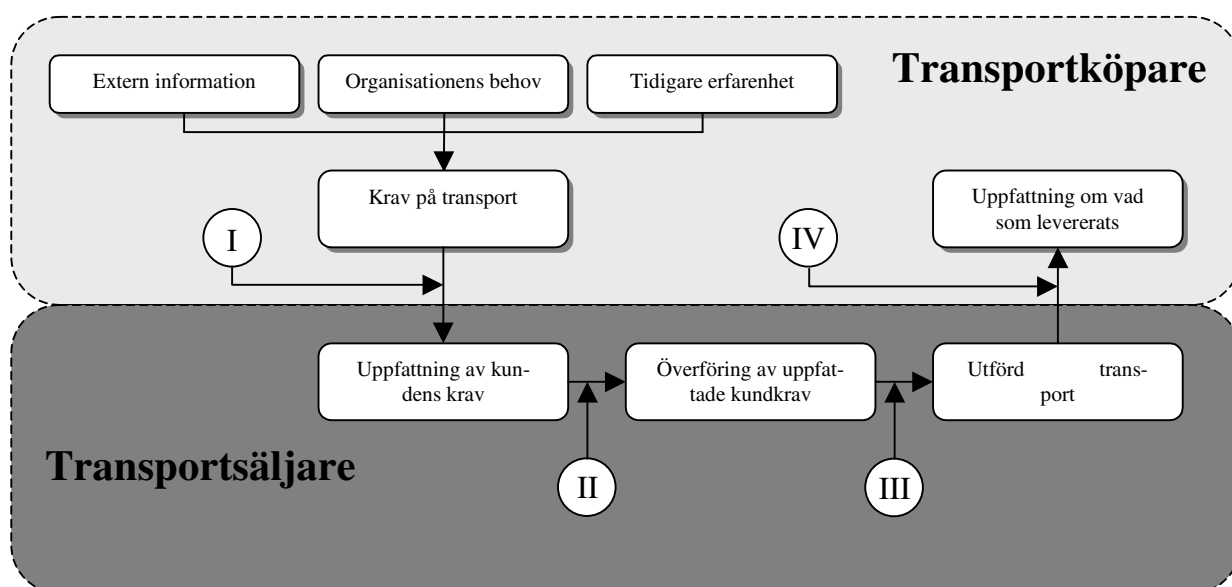 Transportköpare
Extern information
Organisationens behov
Tidigare erfarenhet
Krav på transport
Uppfattning om vad
som levererats
I
IV
Uppfattning av kun-
dens krav
Överföring av uppfat-
tade kundkrav
Utförd trans-
port
Transportsäljare
II
III